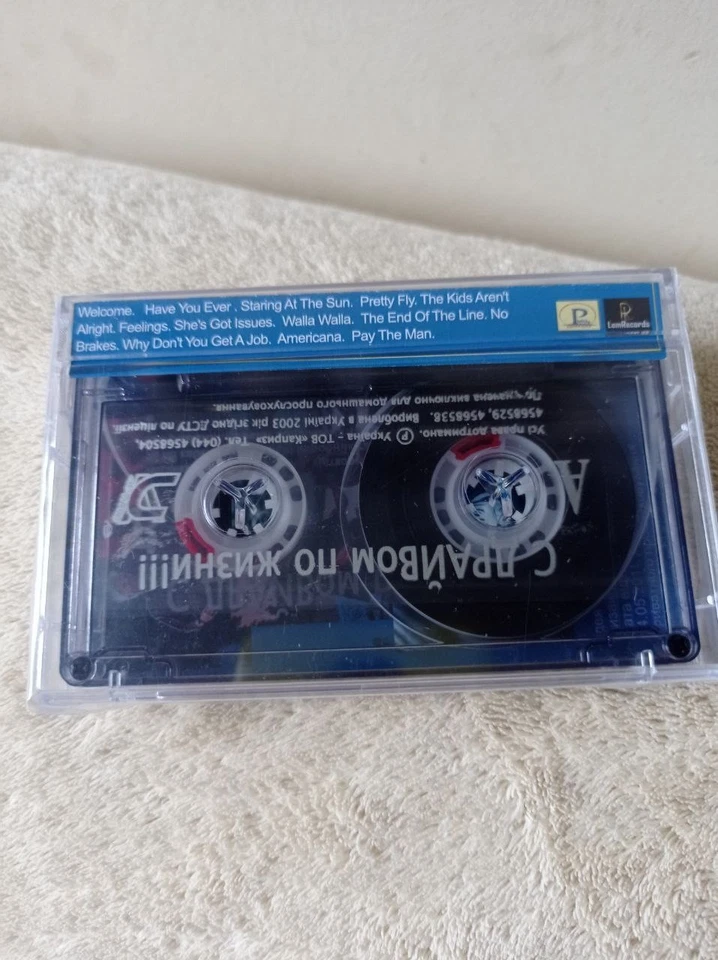 Welcome. Have You Ever . Staring At The Sun. Pretty Fly. The Kids Aren't
Alright. Feelings. She's Got Issues. Walla Walla. The End Of The Line. No
Brakes. Why Don't You Get A Job. Americana. Pay The Man.
P
LemRecords
С ДРАЙВОМ ПО ЖИЗНИ!!!
A
Усі права дотримано. Ⓟ Україна - ТОВ «Каприз» Тел. (044) 4568504,
4568529, 4568538. Вироблена в Україні 2003 рік згідно ДСТУ по ліцензії.
виключно для домашнього прослуховування.